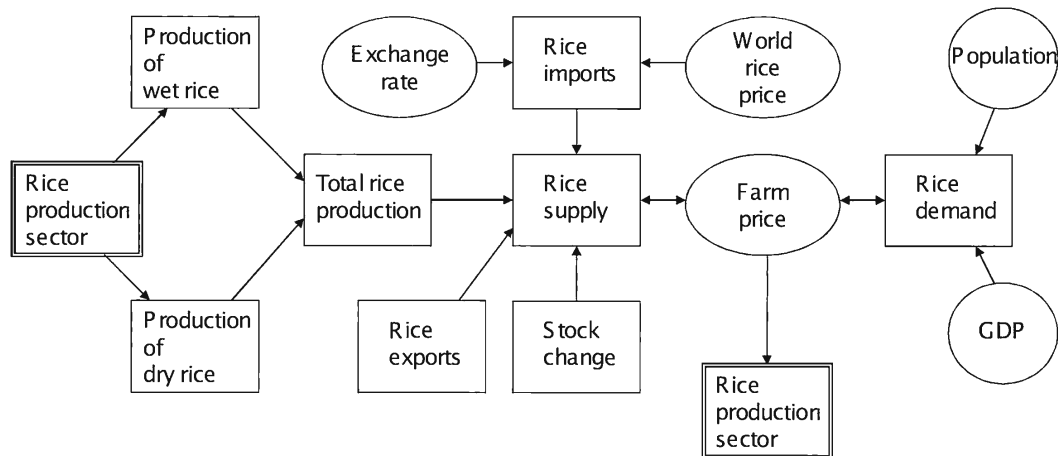 Production
of
wet rice
Exchange
rate
Rice
imports
World
rice
price
Population
Rice
production
sector
Total rice
production
Rice
supply
Farm
price
Rice
demand
Production
of
dry rice
Rice
exports
Stock
change
GDP
Rice
production
sector